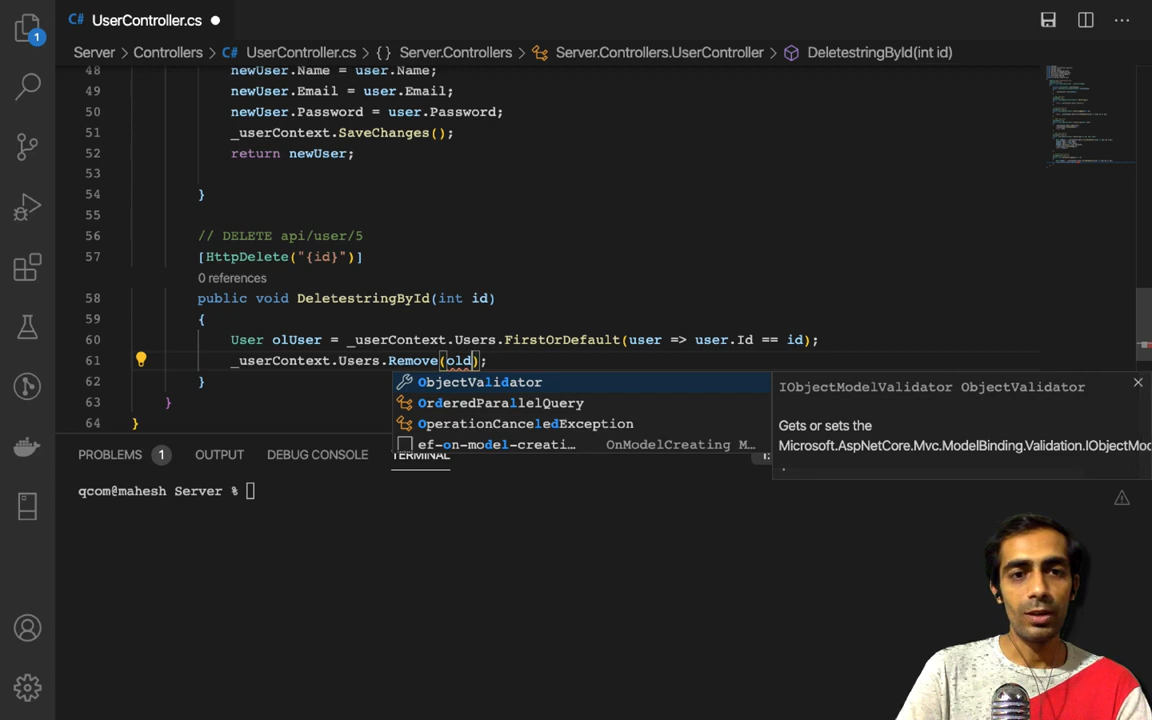 UserController.cs
1
Server Controllers UserController.cs {} Server.Controllers Server.Controllers.UserController DeletestringById(int id)
48 newUser.Name = user.Name;
49 newUser.Email = user.Email;
50 newUser.Password = user.Password;
51 _userContext.SaveChanges();
52 return newUser;
53
54 }
55
56 // DELETE api/user/5
57 [HttpDelete("{id}")]
0 references
58 public void DeletestringById(int id)
59 {
60 User olUser = _userContext.Users.FirstOrDefault(user => user.Id == id);
61 _userContext.Users.Remove(old);
62 }
63 }
64 }
ObjectValidator
OrderedParallelQuery
OperationCanceledException
ef-on-model-creati... OnModelCreating M...
IObjectModelValidator ObjectValidator
Gets or sets the
Microsoft.AspNetCore.Mvc.ModelBinding.Validation.IObjectMo
PROBLEMS 1 OUTPUT DEBUG CONSOLE TERMINAL 1:
qcom@mahesh Server %